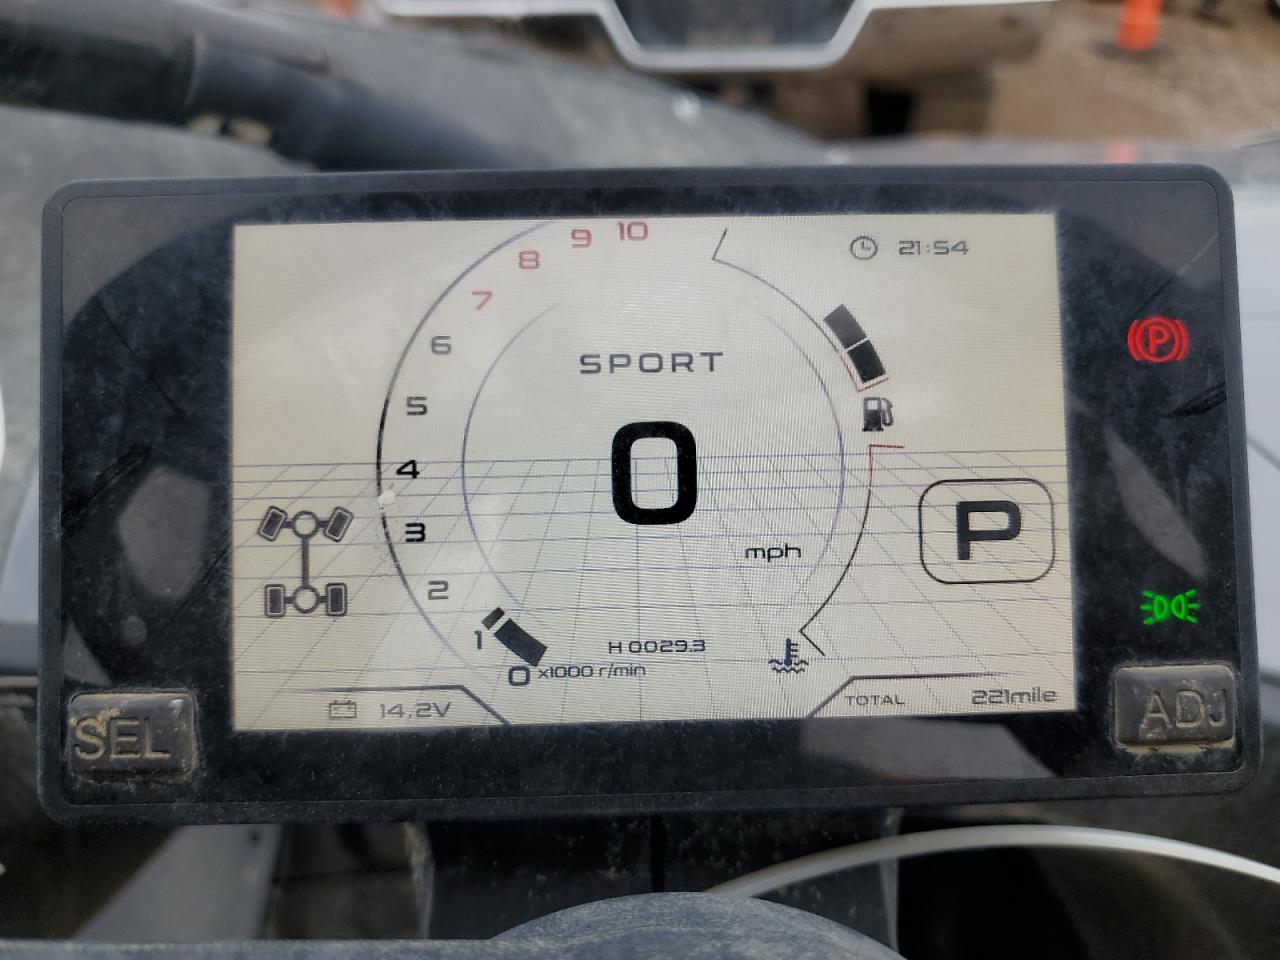 10
9
8
7
6
5
4
3
2
1
0 x1000 r/min
21:54
SPORT
0
mph
P
P
H 0029.3
14.2V
TOTAL 221mile
SEL
ADJ